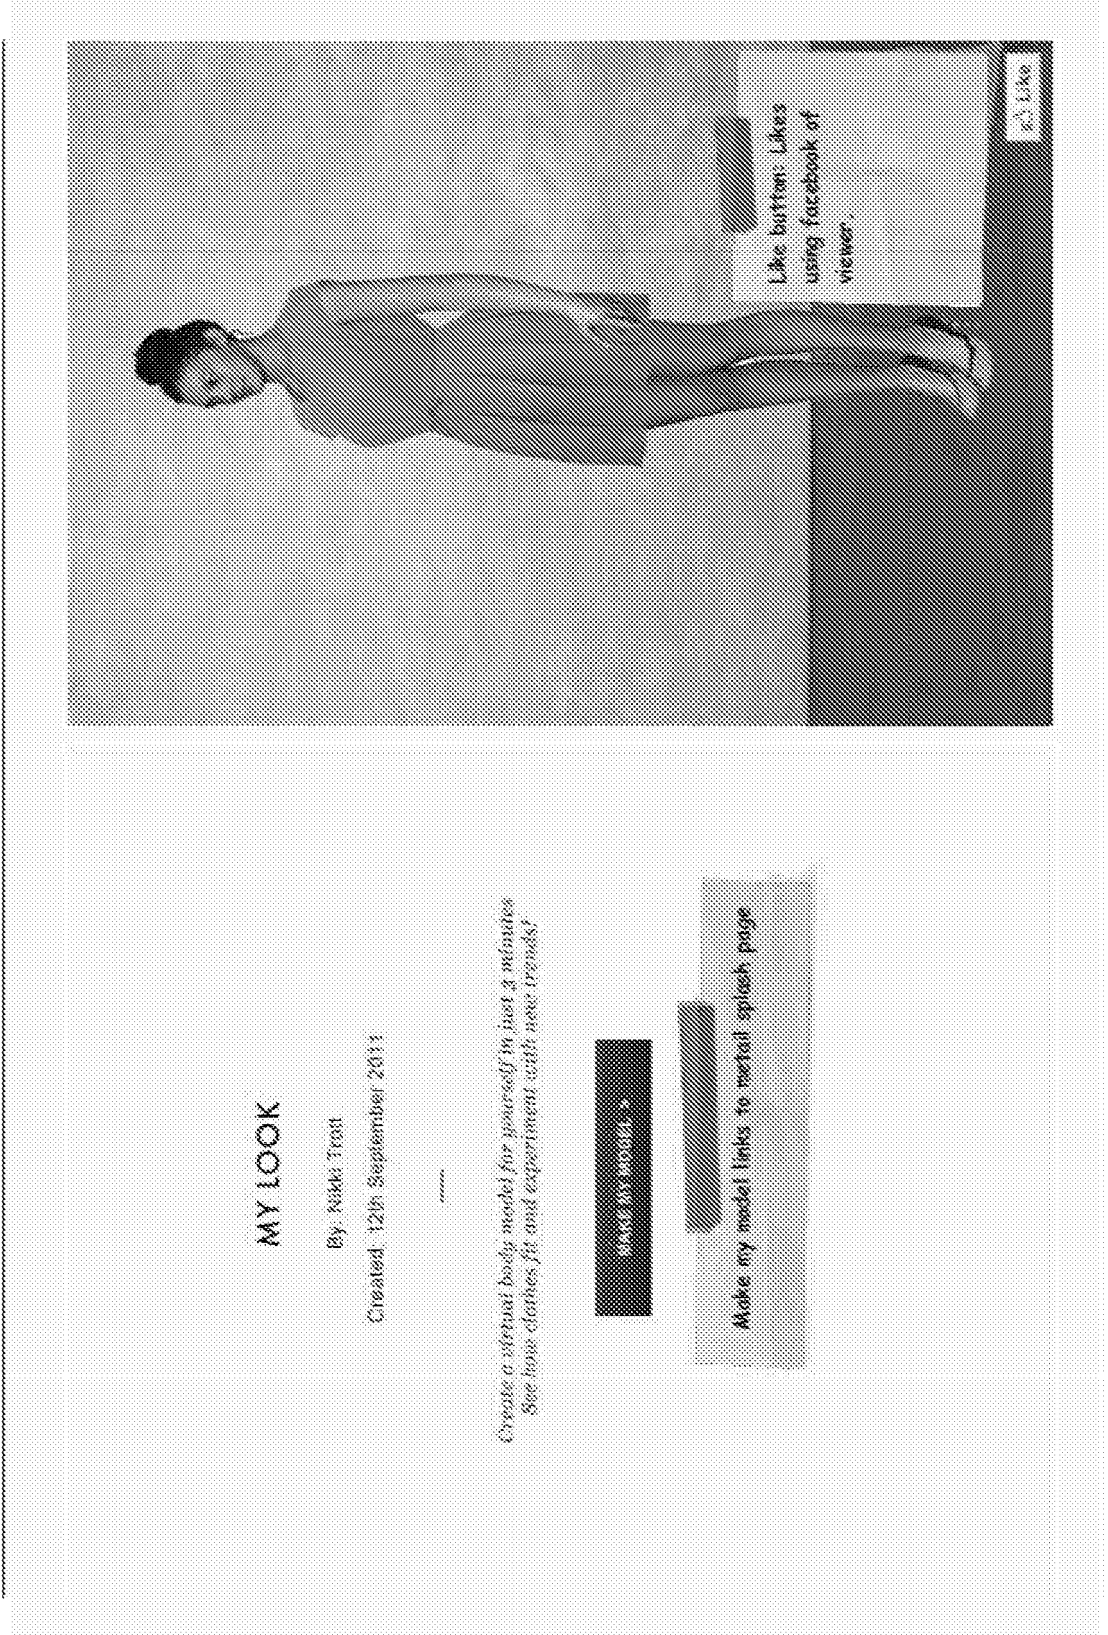 MY LOOK
By: Nikki Trott
Created: 12th September 2011
Create a virtual body model for yourself in just 3 minutes
See how clothes fit and experiment with new trends!
MAKE MY MODEL >>
Make my model links to metail splash page
Like button: Likes
using facebook of
viewer.
Like